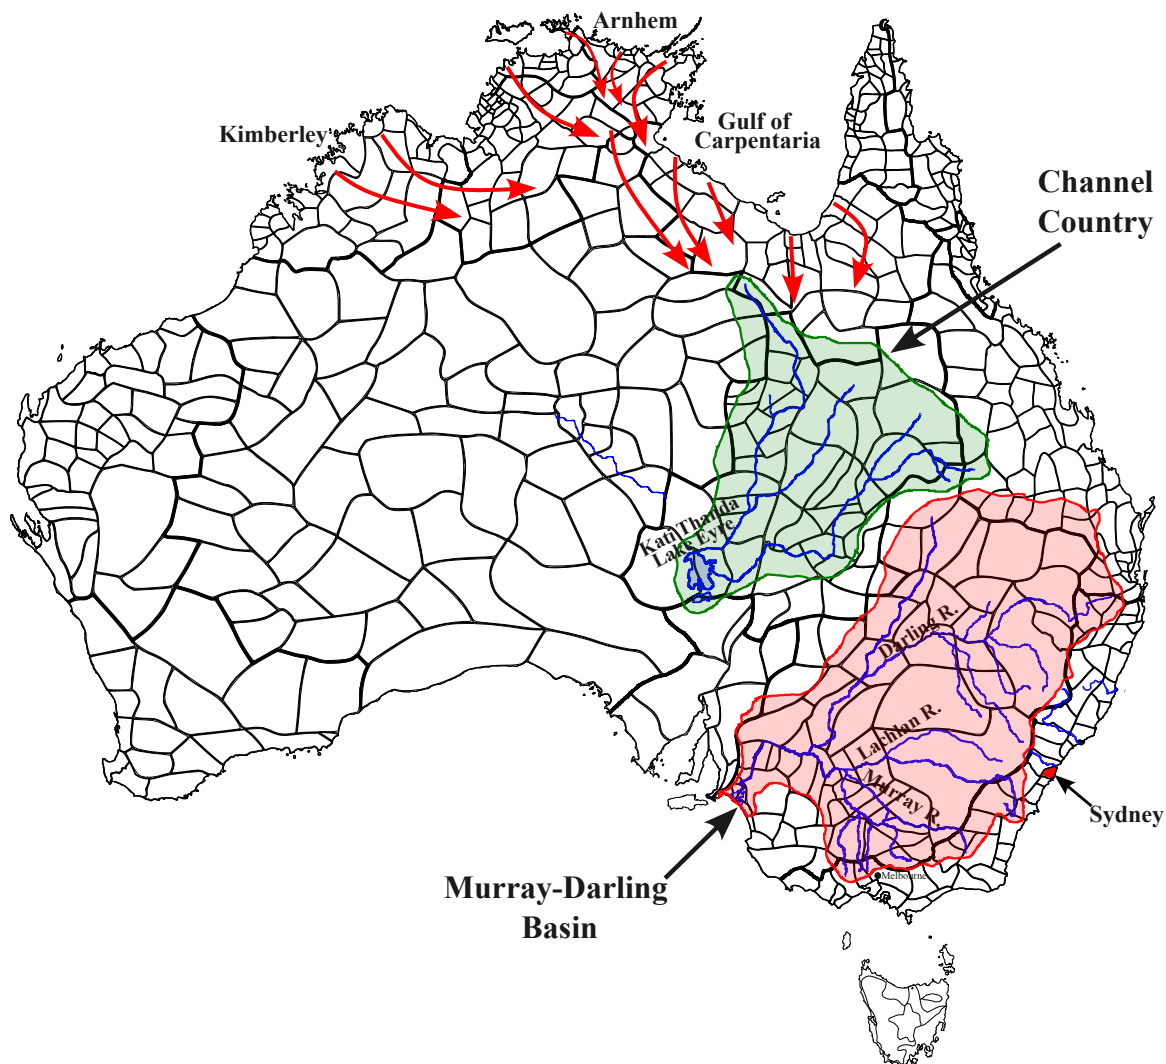 Arnhem
Kimberley
Gulf of
Carpentaria
Channel
Country
Kati Thanda
Lake Eyre
Darling R.
Lachlan R.
Murray R.
Sydney
Murray-Darling
Basin
Melbourne